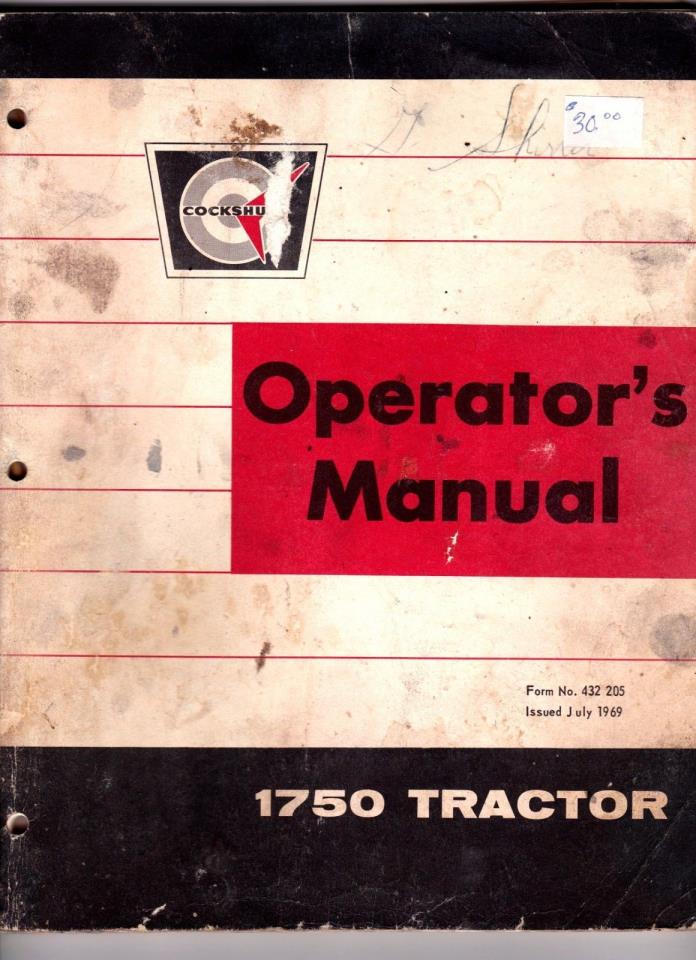 $30.00
COCKSHU
Operator's
Manual
Form No. 432 205
Issued July 1969
1750 TRACTOR